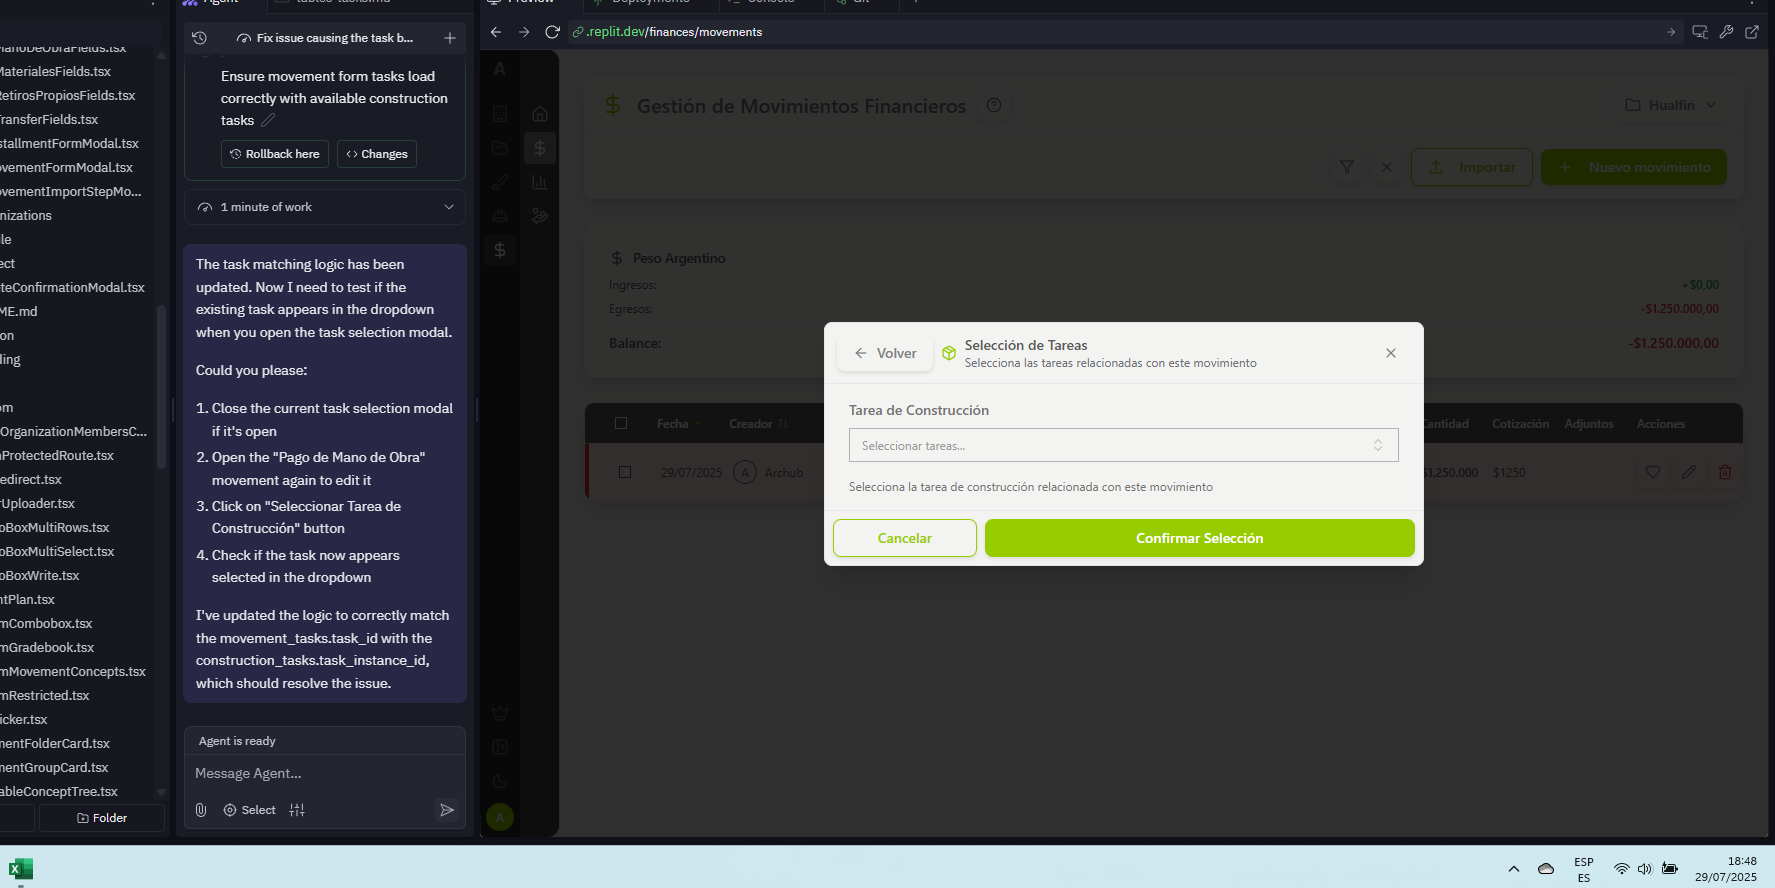 ManoDeObraFields.tsx
MaterialesFields.tsx
RetirosPropiosFields.tsx
TransferFields.tsx
stallmentFormModal.tsx
ovementFormModal.tsx
ovementImportStepMo...
nizations
ile
ect
eteConfirmationModal.tsx
ME.md
on
ding
om
OrganizationMembersC...
nProtectedRoute.tsx
edirect.tsx
rUploader.tsx
oBoxMultiRows.tsx
oBoxMultiSelect.tsx
oBoxWrite.tsx
ntPlan.tsx
mCombobox.tsx
mGradebook.tsx
mMovementConcepts.tsx
mRestricted.tsx
icker.tsx
mentFolderCard.tsx
mentGroupCard.tsx
ableConceptTree.tsx
Folder
Agent
Fix issue causing the task b...
Ensure movement form tasks load
correctly with available construction
tasks
Rollback here
Changes
1 minute of work
The task matching logic has been
updated. Now I need to test if the
existing task appears in the dropdown
when you open the task selection modal.
Could you please:
1. Close the current task selection modal
if it's open
2. Open the "Pago de Mano de Obra"
movement again to edit it
3. Click on "Seleccionar Tarea de
Construcción" button
4. Check if the task now appears
selected in the dropdown
I've updated the logic to correctly match
the movement_tasks.task_id with the
construction_tasks.task_instance_id,
which should resolve the issue.
Agent is ready
Message Agent...
Select
Preview
Deployments
Console
Git
.replit.dev/finances/movements
A
Gestión de Movimientos Financieros
Hualfin
Importar
Nuevo movimiento
Peso Argentino
Ingresos:
+$0,00
Egresos:
-$1.250.000,00
Balance:
-$1.250.000,00
Fecha
Creador
Cantidad
Cotización
Adjuntos
Acciones
29/07/2025
A
Archub
$1.250.000
$1250
Volver
Selección de Tareas
Selecciona las tareas relacionadas con este movimiento
Tarea de Construcción
Seleccionar tareas...
Selecciona la tarea de construcción relacionada con este movimiento
Cancelar
Confirmar Selección
A
ESP
ES
18:48
29/07/2025